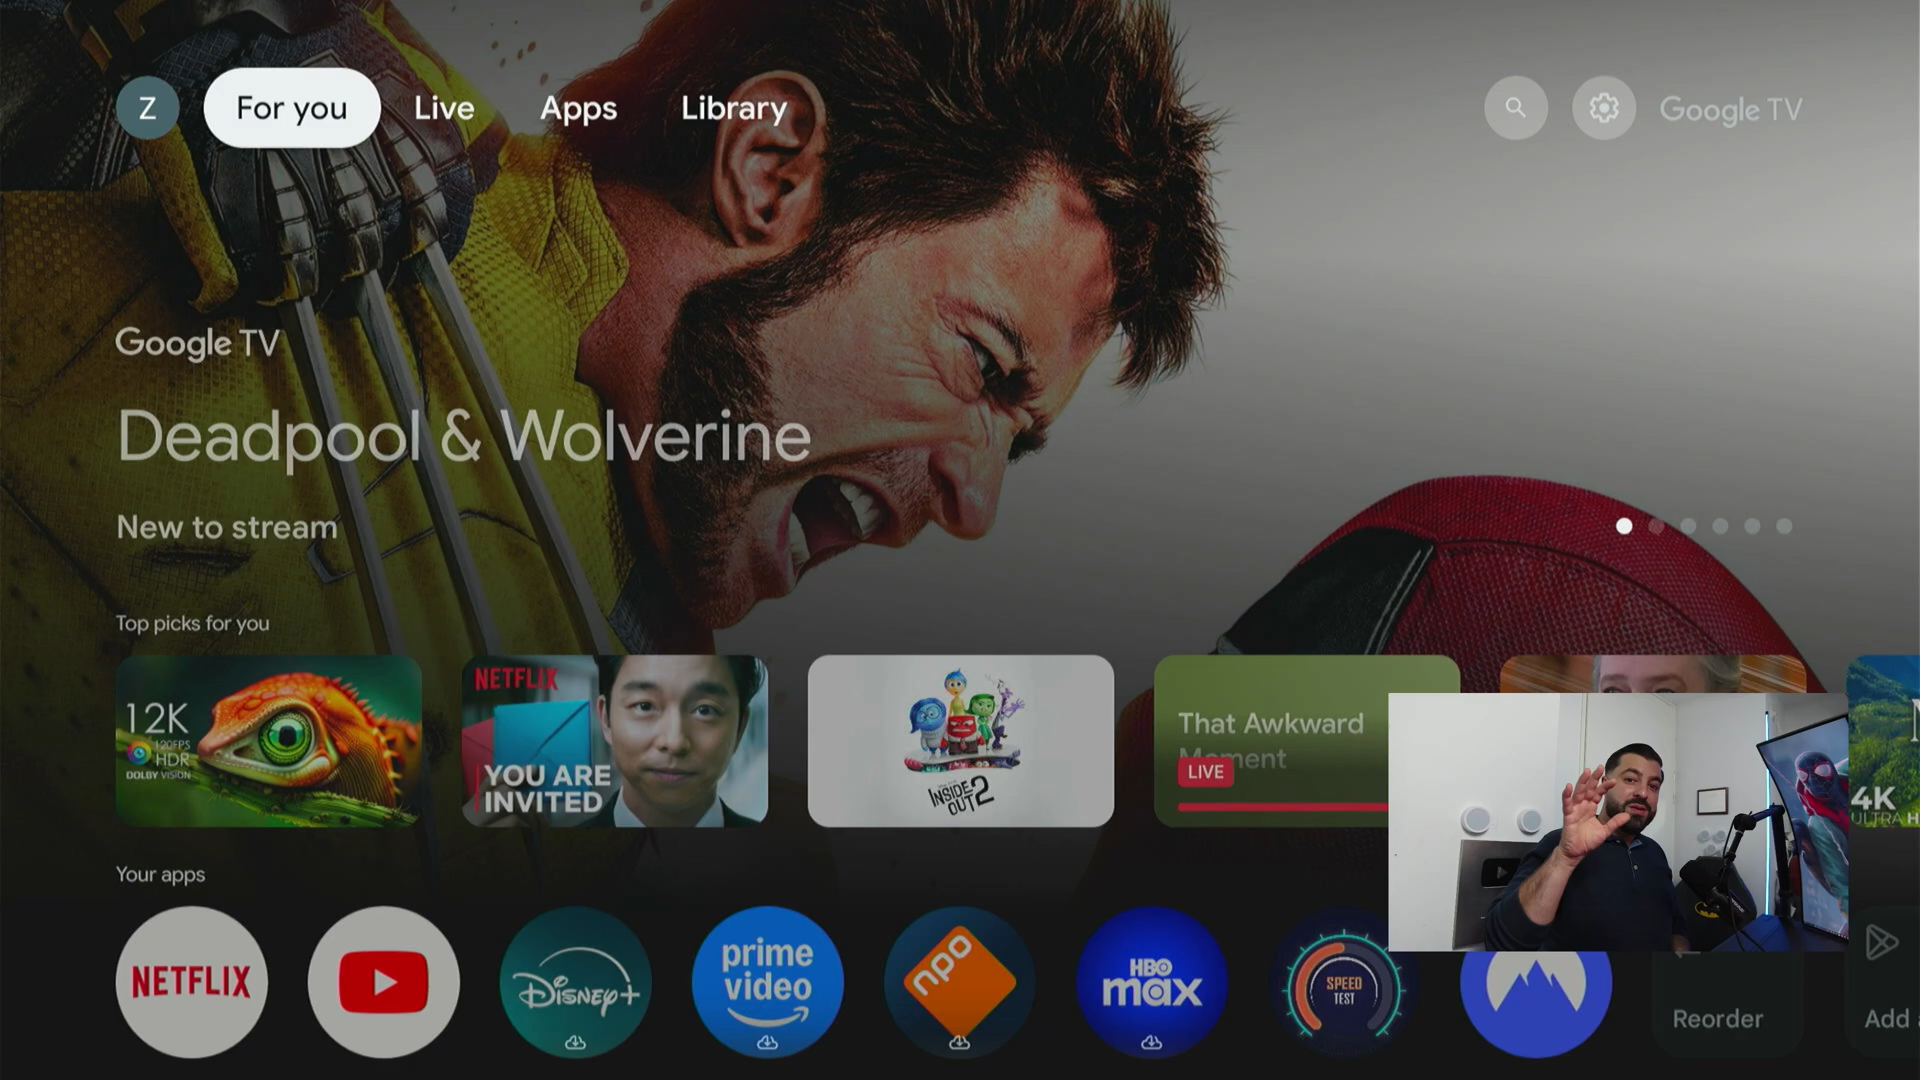 Z
For you
Live
Apps
Library
Google TV
Google TV
Deadpool & Wolverine
New to stream
Top picks for you
12K
120FPS
HDR
DOLBY VISION
NETFLIX
YOU ARE
INVITED
INSIDE
OUT 2
That Awkward
Moment
LIVE
4K
ULTRA H
Your apps
NETFLIX
Disney+
prime
video
npo
HBO
max
SPEED
TEST
Reorder
Add